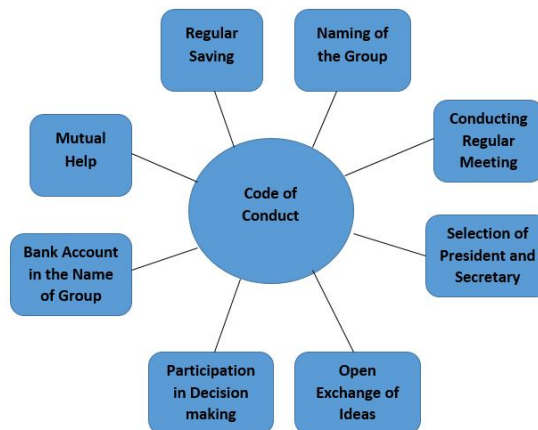 Regular
Saving
Naming of
the Group
Mutual
Help
Conducting
Regular
Meeting
Code of
Conduct
Bank Account
in the Name
of Group
Selection of
President and
Secretary
Participation
in Decision
making
Open
Exchange of
Ideas